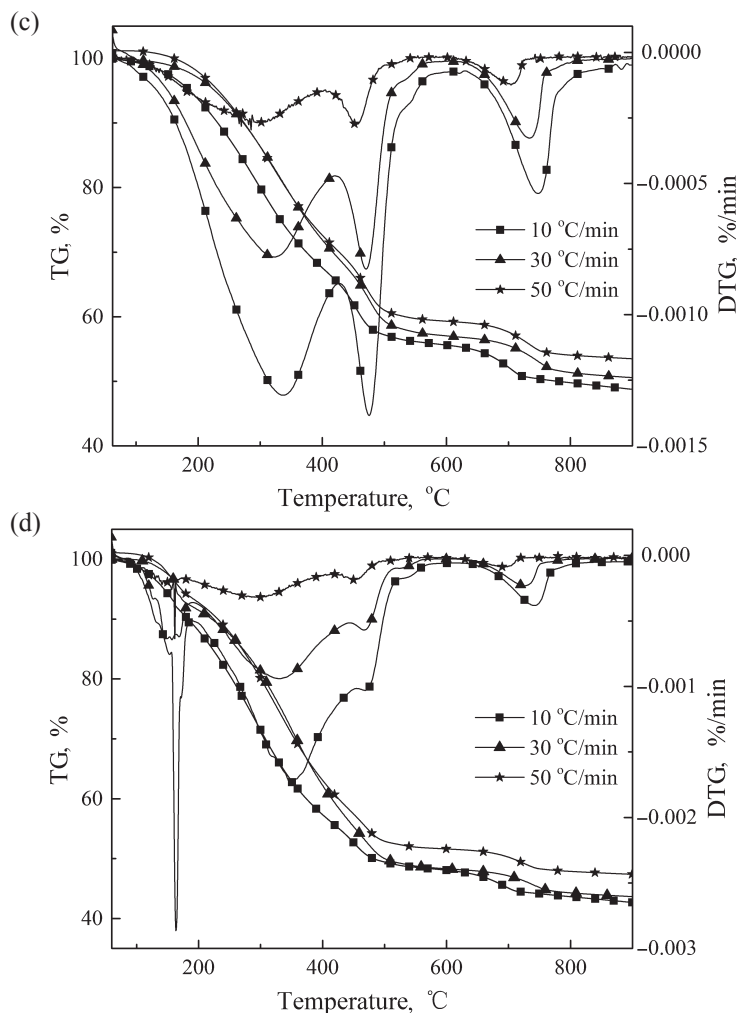 (c)
100
80
60
40
TG, %
0.0000
−0.0005
−0.0010
−0.0015
DTG, %/min
10 °C/min
30 °C/min
50 °C/min
200 400 600 800
Temperature, °C
(d)
100
80
60
40
TG, %
0.000
−0.001
−0.002
−0.003
DTG, %/min
10 °C/min
30 °C/min
50 °C/min
200 400 600 800
Temperature, ℃